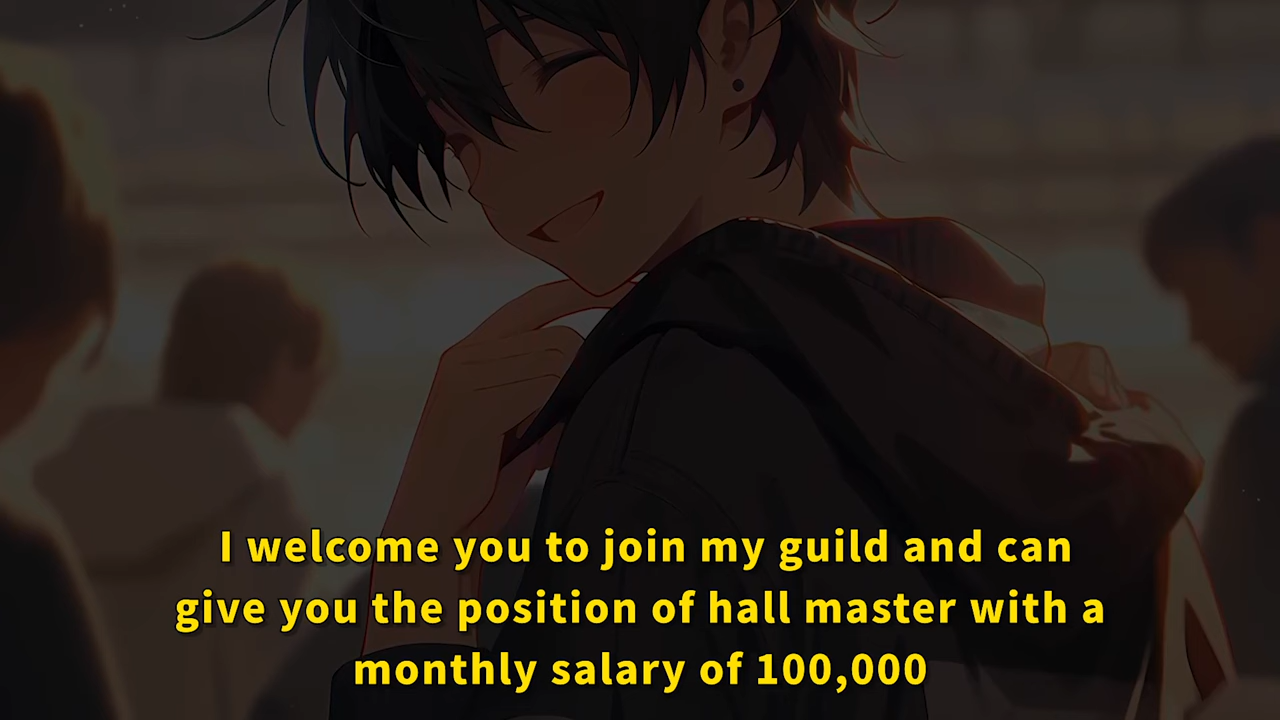 I welcome you to join my guild and can
give you the position of hall master with a
monthly salary of 100,000